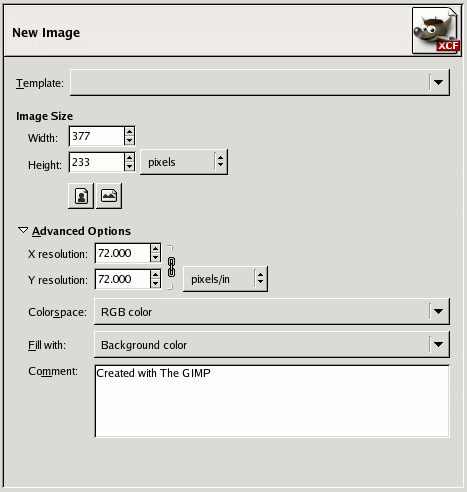 New Image
XCF
Template:
Image Size
Width: 377
Height: 233 pixels
Advanced Options
X resolution: 72.000
Y resolution: 72.000 pixels/in
Colorspace: RGB color
Fill with: Background color
Comment: Created with The GIMP